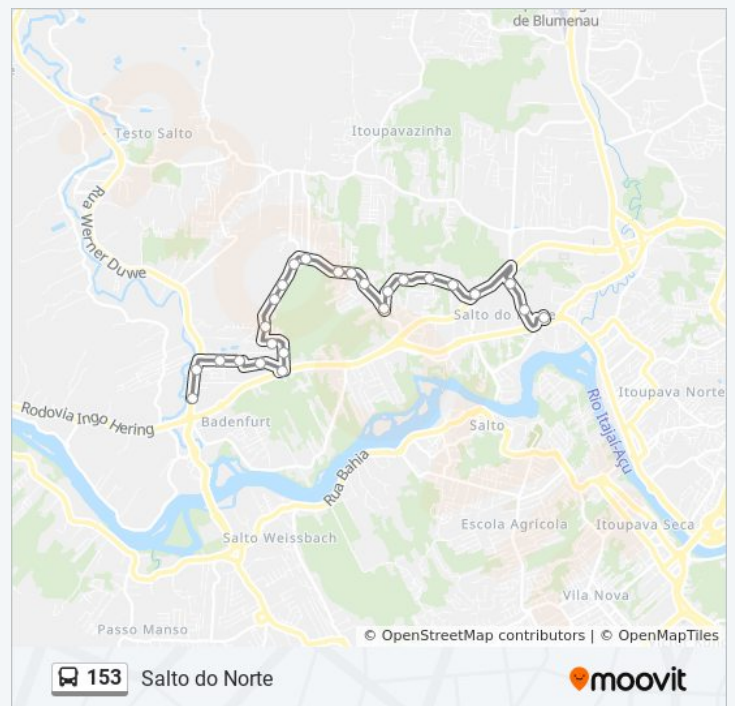 de Blumenau
Testo Salto
Itoupavazinha
Rua Werner Duwe
Salto do
Rio Itajaí-Açu
Itoupava Norte
Rodovia Ingo Hering
Badenfurt
Salto
Rua Bahia
Escola Agrícola
Itoupava Seca
Salto Weissbach
Vila Nova
Passo Manso
© OpenStreetMap contributors | © OpenMapTiles
153 Salto do Norte
moovit